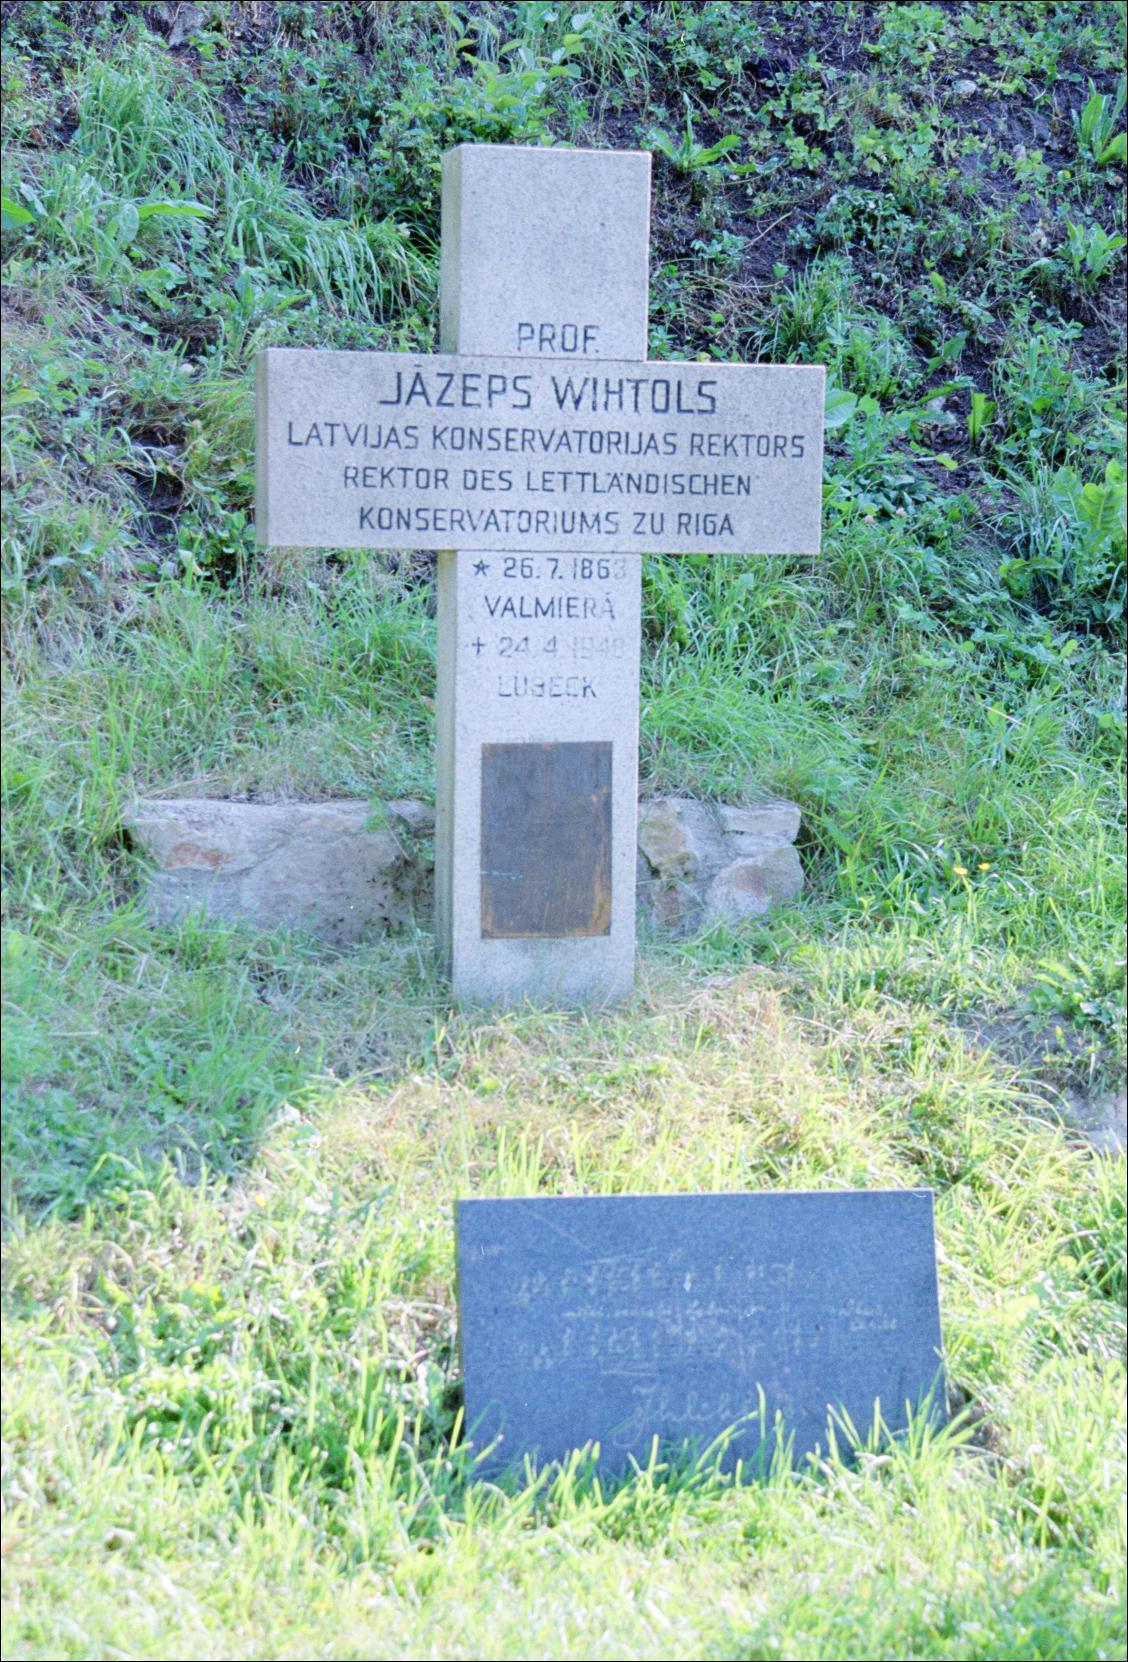 PROF.
JĀZEPS WIHTOLS
LATVIJAS KONSERVATORIJAS REKTORS
REKTOR DES LETTLÄNDISCHEN
KONSERVATORIUMS ZU RIGA
* 26.7.1863
VALMIERĀ
+ 24.4.1948
LÜBECK